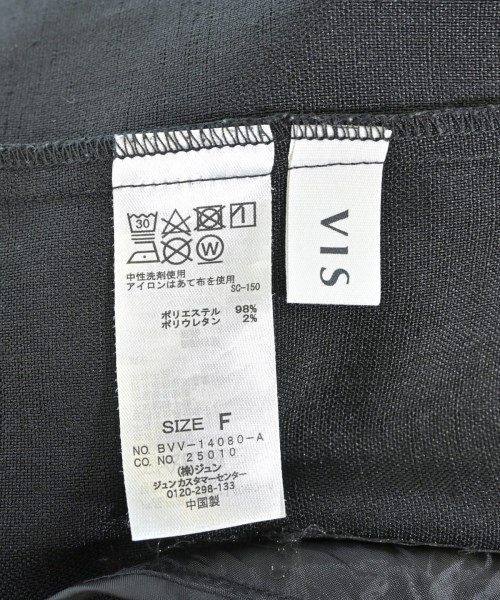 30
W
中性洗剤使用
アイロンはあて布を使用
SC-150
ポリエステル 98%
ポリウレタン 2%
SIZE F
NO. BVV-14080-A
CO. NO. 25010
(株)ジュン
ジュンカスタマーセンター
0120-298-133
中国製
VIS